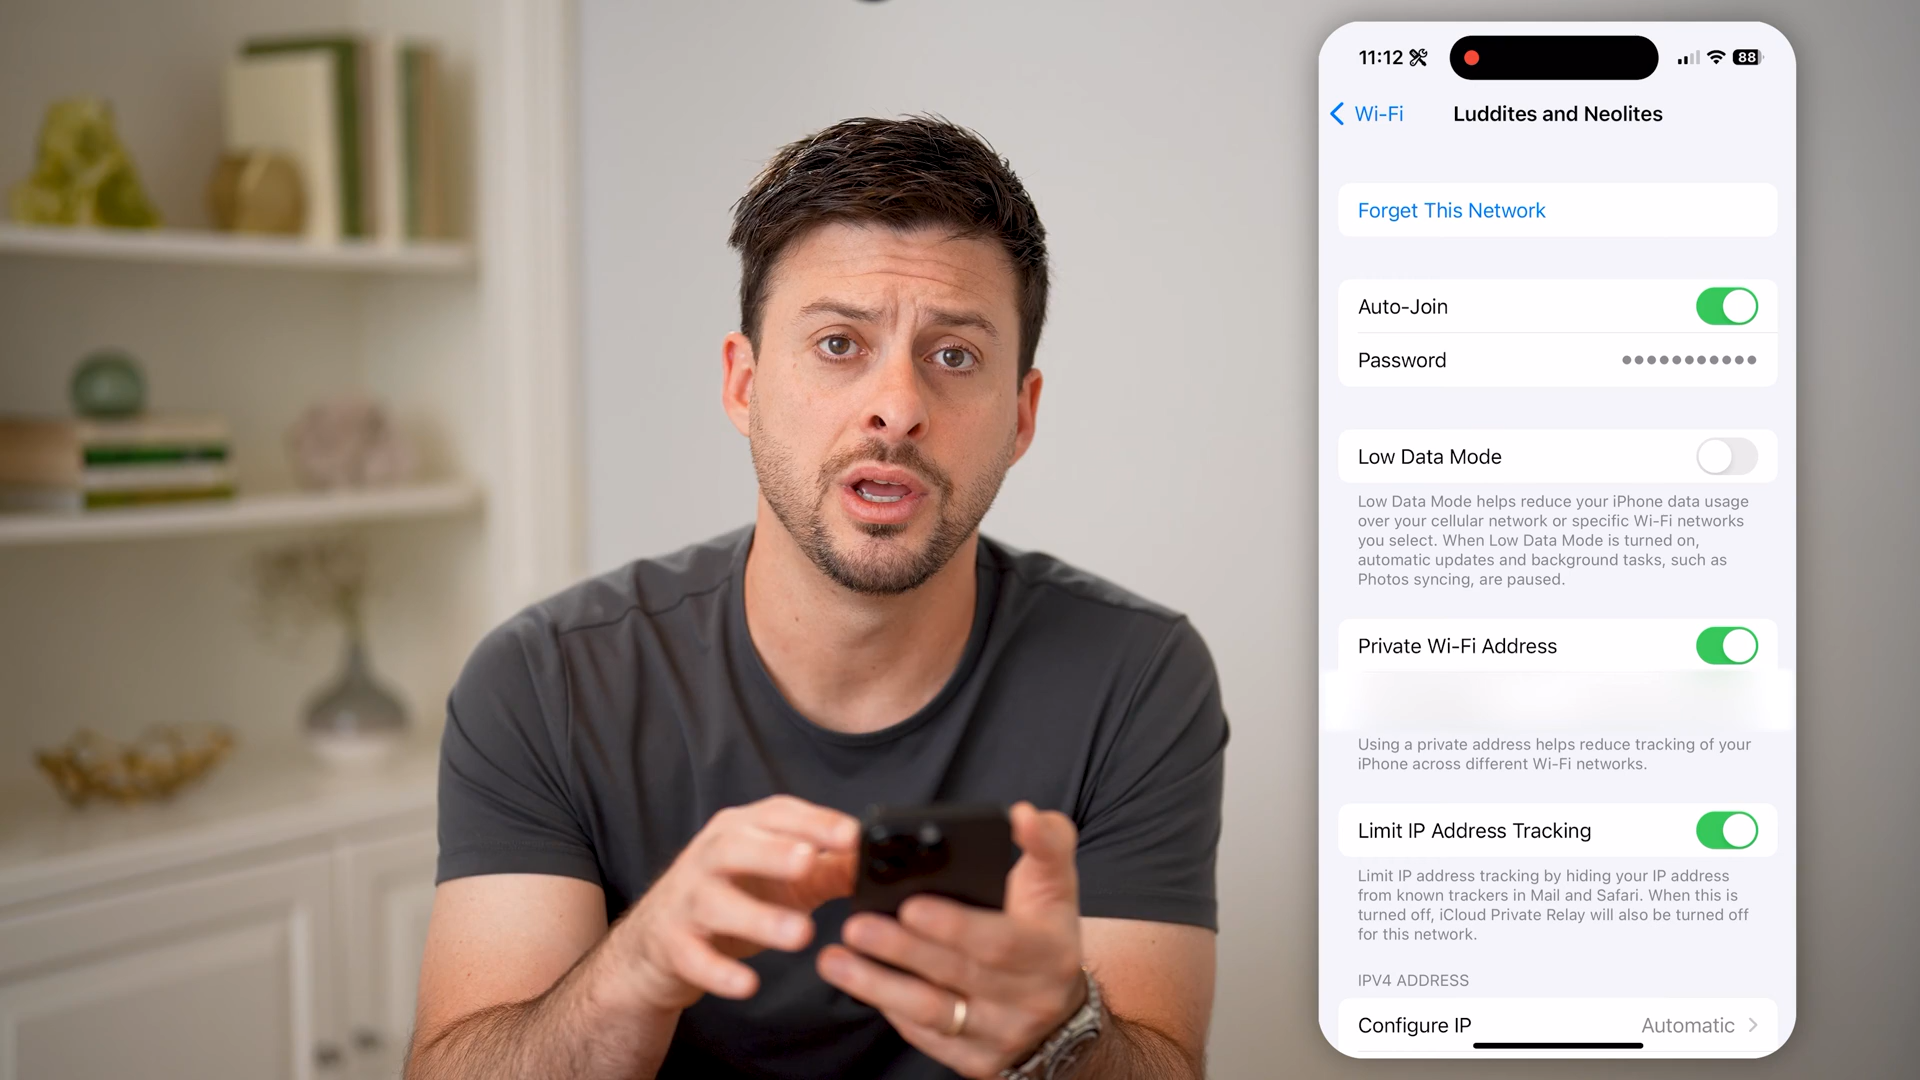 11:12
88
Wi-Fi
Luddites and Neolites
Forget This Network
Auto-Join
Password •••••••••••
Low Data Mode
Low Data Mode helps reduce your iPhone data usage
over your cellular network or specific Wi-Fi networks
you select. When Low Data Mode is turned on,
automatic updates and background tasks, such as
Photos syncing, are paused.
Private Wi-Fi Address
Using a private address helps reduce tracking of your
iPhone across different Wi-Fi networks.
Limit IP Address Tracking
Limit IP address tracking by hiding your IP address
from known trackers in Mail and Safari. When this is
turned off, iCloud Private Relay will also be turned off
for this network.
IPV4 ADDRESS
Configure IP Automatic